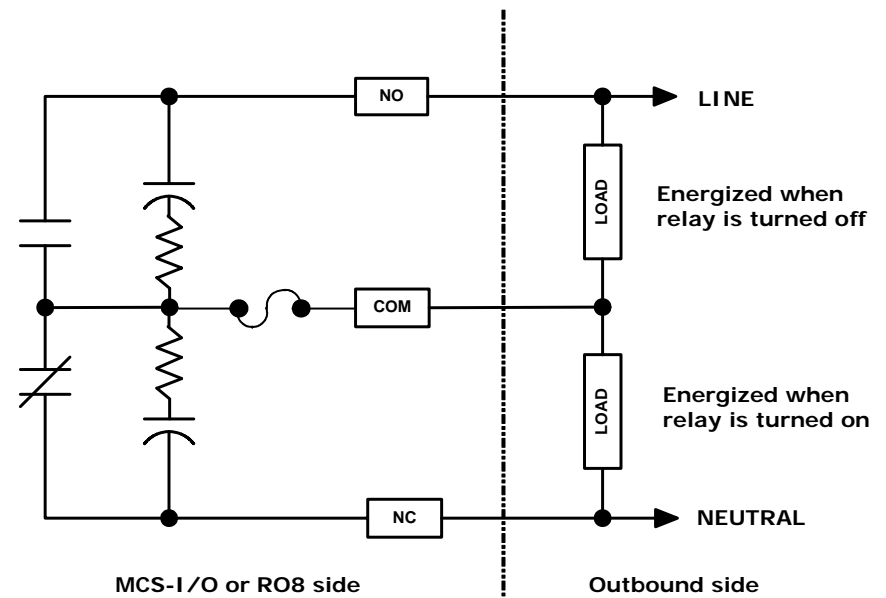 NO
LINE
LOAD
Energized when
relay is turned off
COM
LOAD
Energized when
relay is turned on
NC
NEUTRAL
MCS-I/O or RO8 side
Outbound side